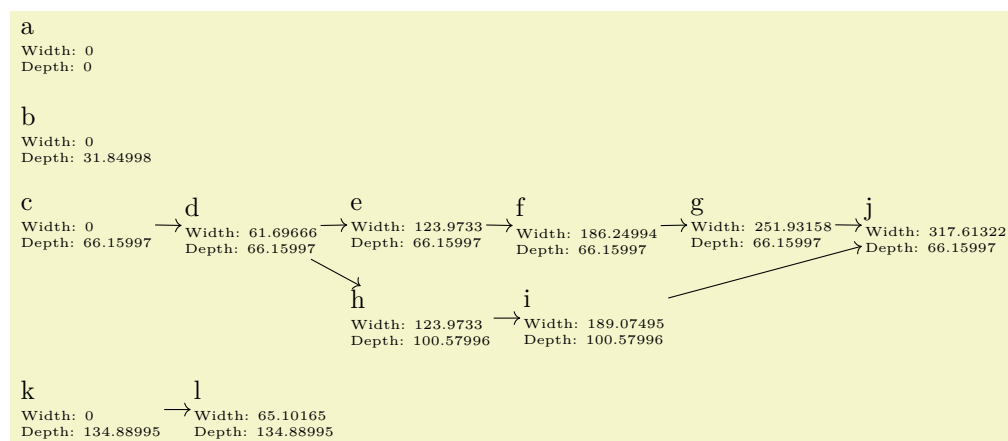 a
Width: 0
Depth: 0
b
Width: 0
Depth: 31.84998
c
Width: 0
Depth: 66.15997
d
Width: 61.69666
Depth: 66.15997
e
Width: 123.9733
Depth: 66.15997
f
Width: 186.24994
Depth: 66.15997
g
Width: 251.93158
Depth: 66.15997
j
Width: 317.61322
Depth: 66.15997
h
Width: 123.9733
Depth: 100.57996
i
Width: 189.07495
Depth: 100.57996
k
Width: 0
Depth: 134.88995
l
Width: 65.10165
Depth: 134.88995